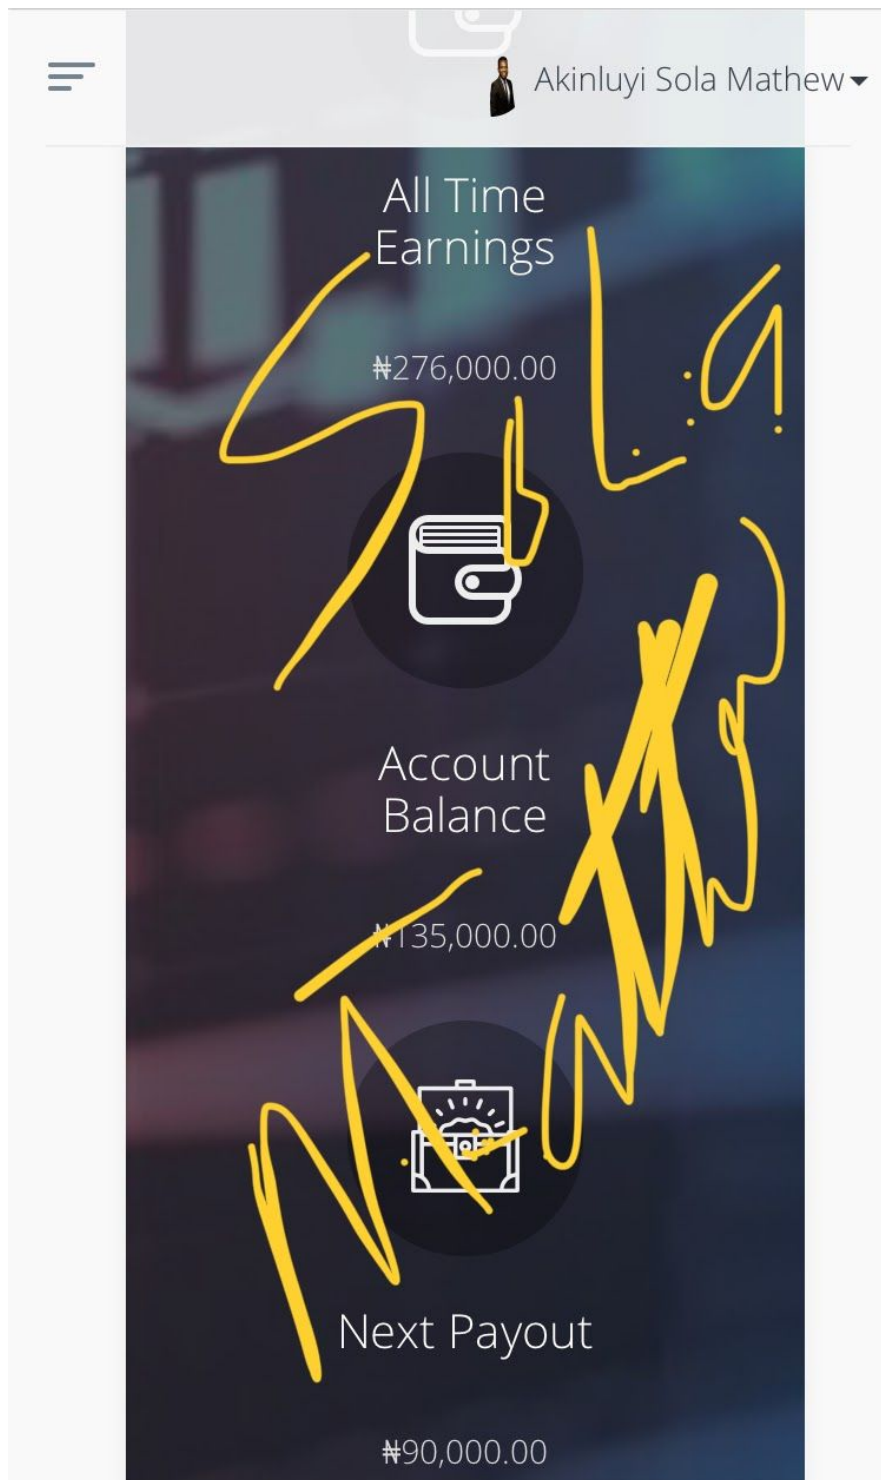 Akinluyi Sola Mathew
All Time
Earnings
₦276,000.00
Sola
Account
Balance
₦135,000.00
Mathew
Next Payout
₦90,000.00